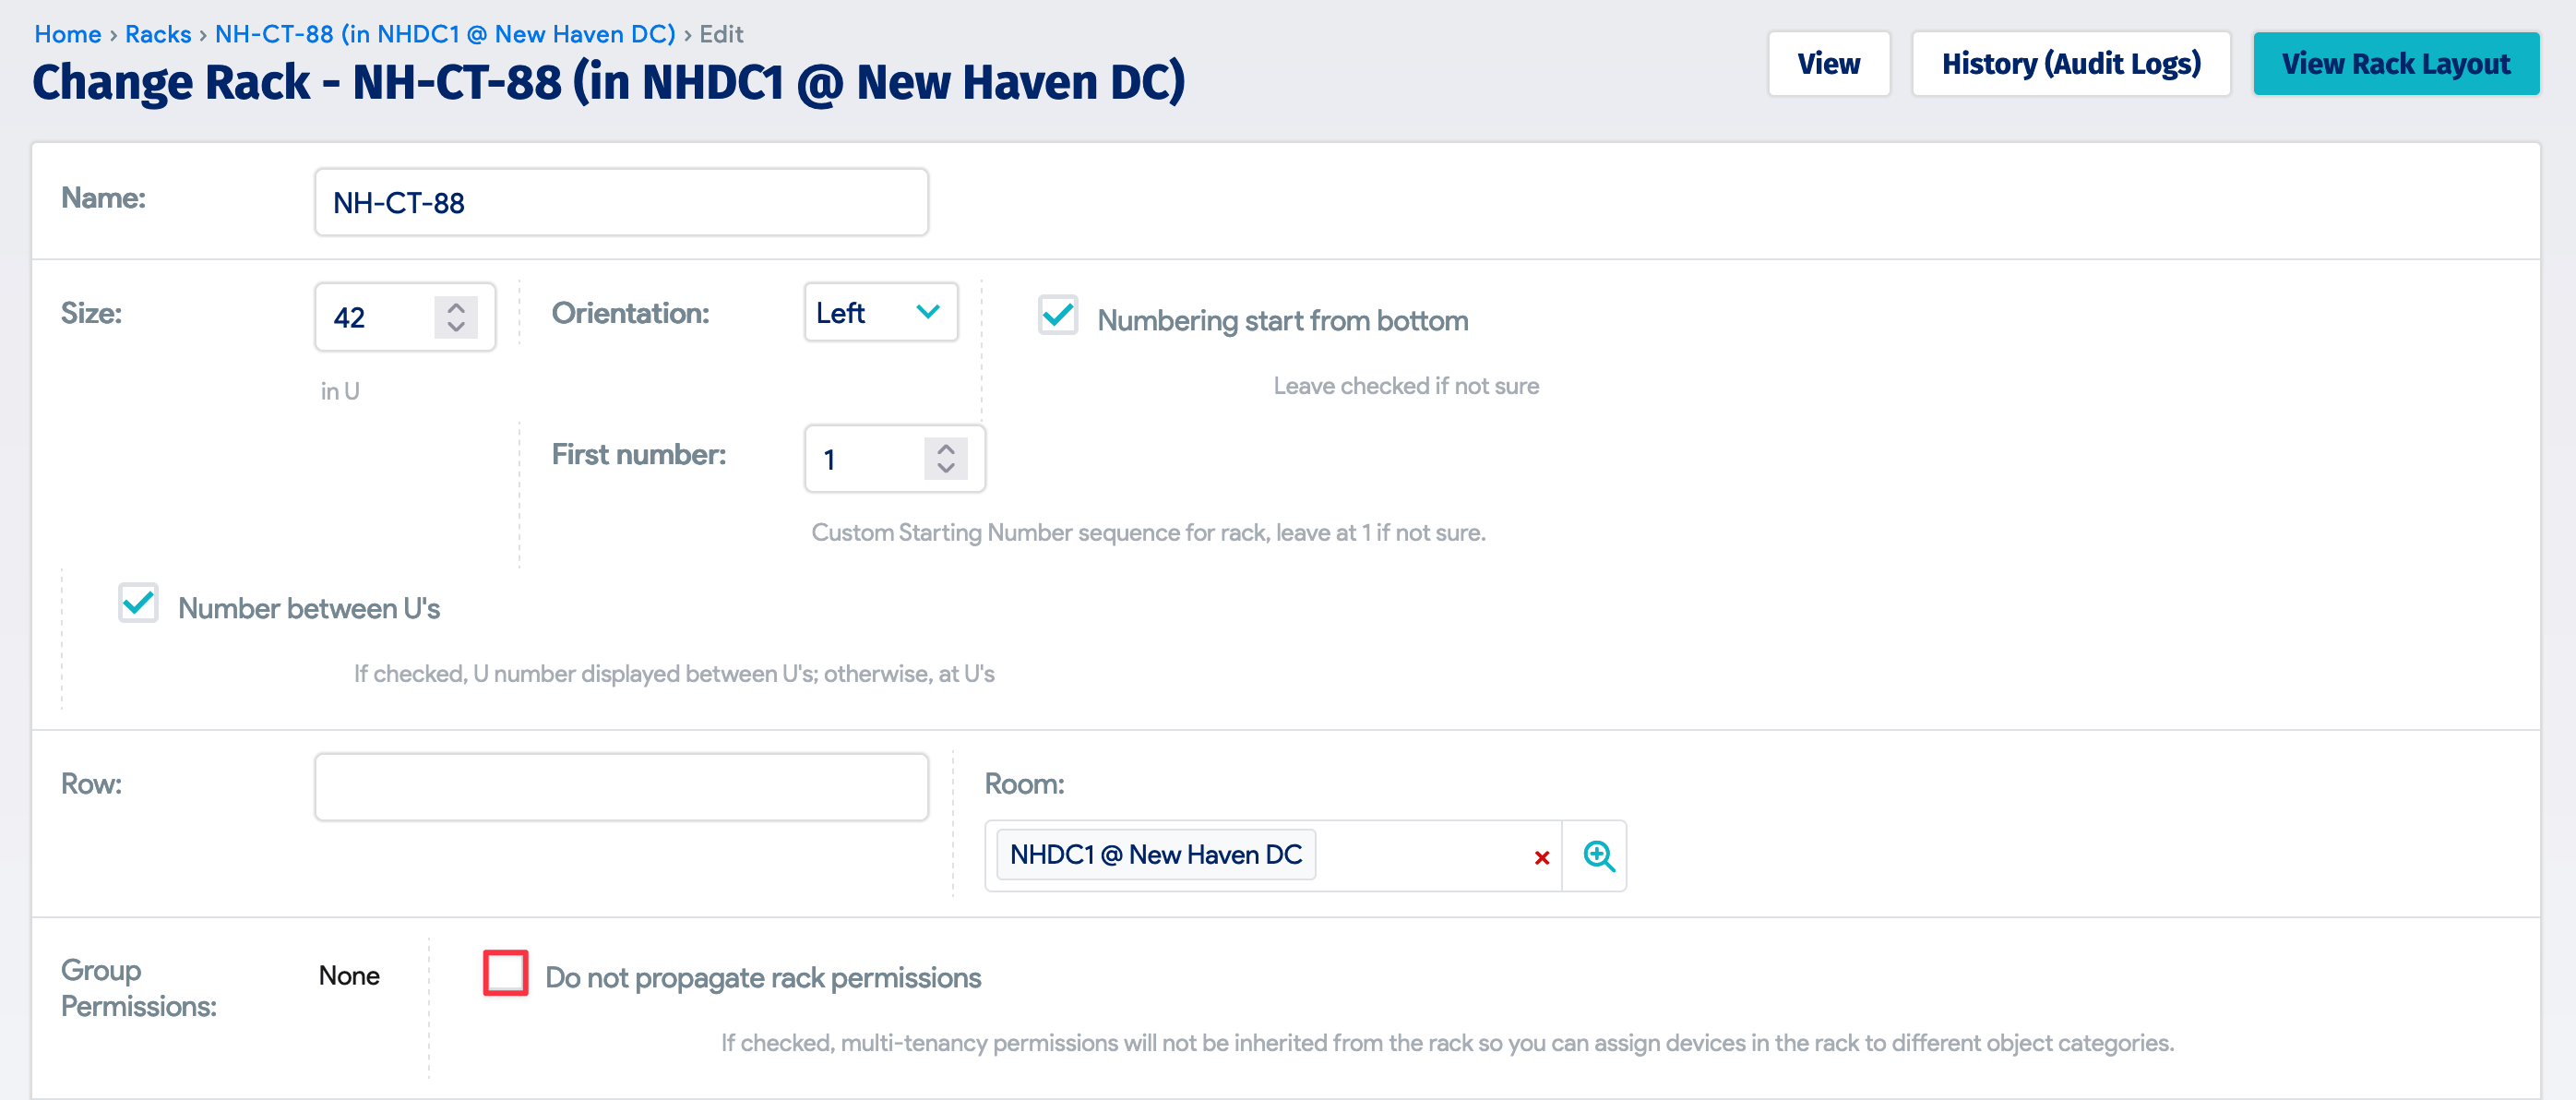 Home › Racks › NH-CT-88 (in NHDC1 @ New Haven DC) › Edit
Change Rack - NH-CT-88 (in NHDC1 @ New Haven DC)
View
History (Audit Logs)
View Rack Layout
Name:
NH-CT-88
Size:
42
in U
Orientation:
Left
Numbering start from bottom
Leave checked if not sure
First number:
1
Custom Starting Number sequence for rack, leave at 1 if not sure.
Number between U's
If checked, U number displayed between U's; otherwise, at U's
Row:
Room:
NHDC1 @ New Haven DC
Group
Permissions:
None
Do not propagate rack permissions
If checked, multi-tenancy permissions will not be inherited from the rack so you can assign devices in the rack to different object categories.